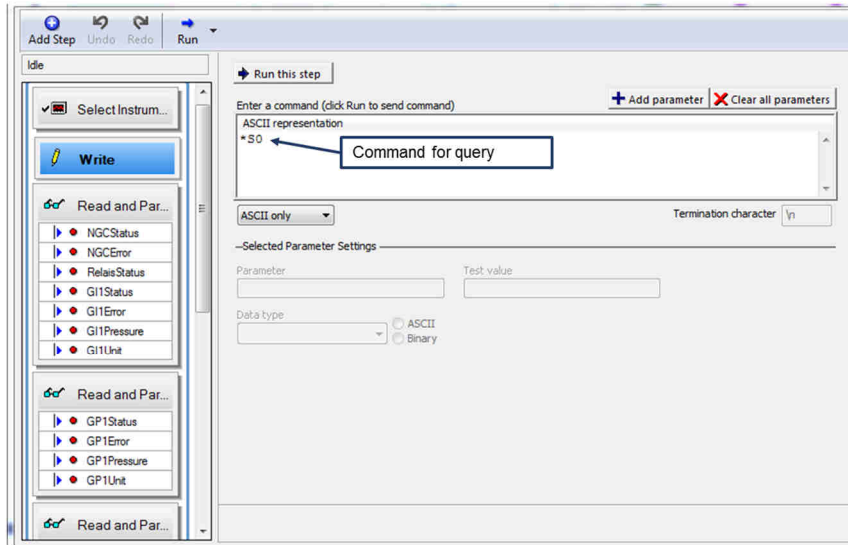 Add Step Undo Redo Run
Idle
Select Instrum...
Write
Read and Par...
NGCStatus
NGCError
RelaisStatus
GI1Status
GI1Error
GI1Pressure
GI1Unit
Read and Par...
GP1Status
GP1Error
GP1Pressure
GP1Unit
Read and Par...
Run this step
Enter a command (click Run to send command)
Add parameter Clear all parameters
ASCII representation
*S0
Command for query
ASCII only
Termination character \n
Selected Parameter Settings
Parameter Test value
Data type
ASCII
Binary